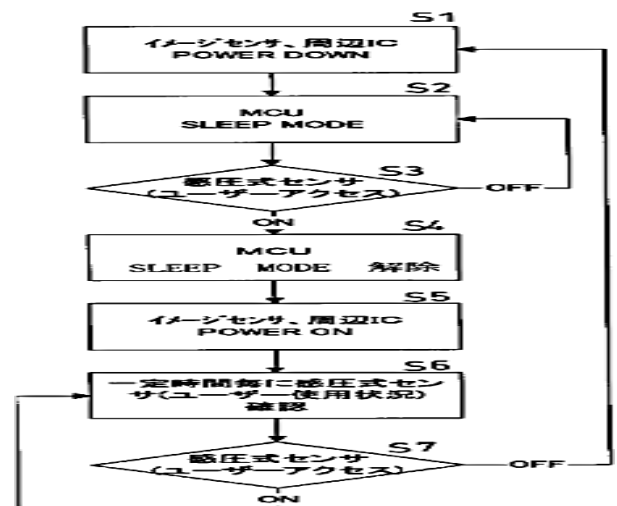 S1
イメージセンサ、周辺IC
POWER DOWN
S2
MCU
SLEEP MODE
S3
感圧式センサ
(ユーザーアクセス)
OFF
ON
S4
MCU
SLEEP MODE 解除
S5
イメージセンサ、周辺IC
POWER ON
S6
一定時間毎に感圧式セン
サ(ユーザー使用状況)
確認
S7
感圧式センサ
(ユーザーアクセス)
OFF
ON